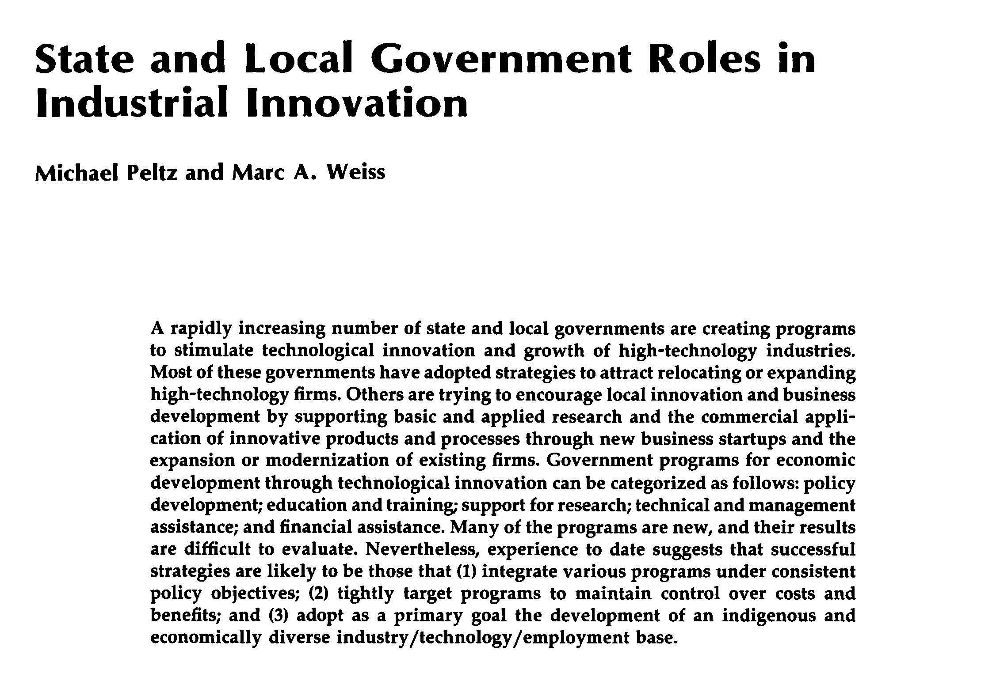 State and Local Government Roles in
Industrial Innovation
Michael Peltz and Marc A. Weiss
A rapidly increasing number of state and local governments are creating programs
to stimulate technological innovation and growth of high-technology industries.
Most of these governments have adopted strategies to attract relocating or expanding
high-technology firms. Others are trying to encourage local innovation and business
development by supporting basic and applied research and the commercial appli-
cation of innovative products and processes through new business startups and the
expansion or modernization of existing firms. Government programs for economic
development through technological innovation can be categorized as follows: policy
development; education and training; support for research; technical and management
assistance; and financial assistance. Many of the programs are new, and their results
are difficult to evaluate. Nevertheless, experience to date suggests that successful
strategies are likely to be those that (1) integrate various programs under consistent
policy objectives; (2) tightly target programs to maintain control over costs and
benefits; and (3) adopt as a primary goal the development of an indigenous and
economically diverse industry/technology/employment base.